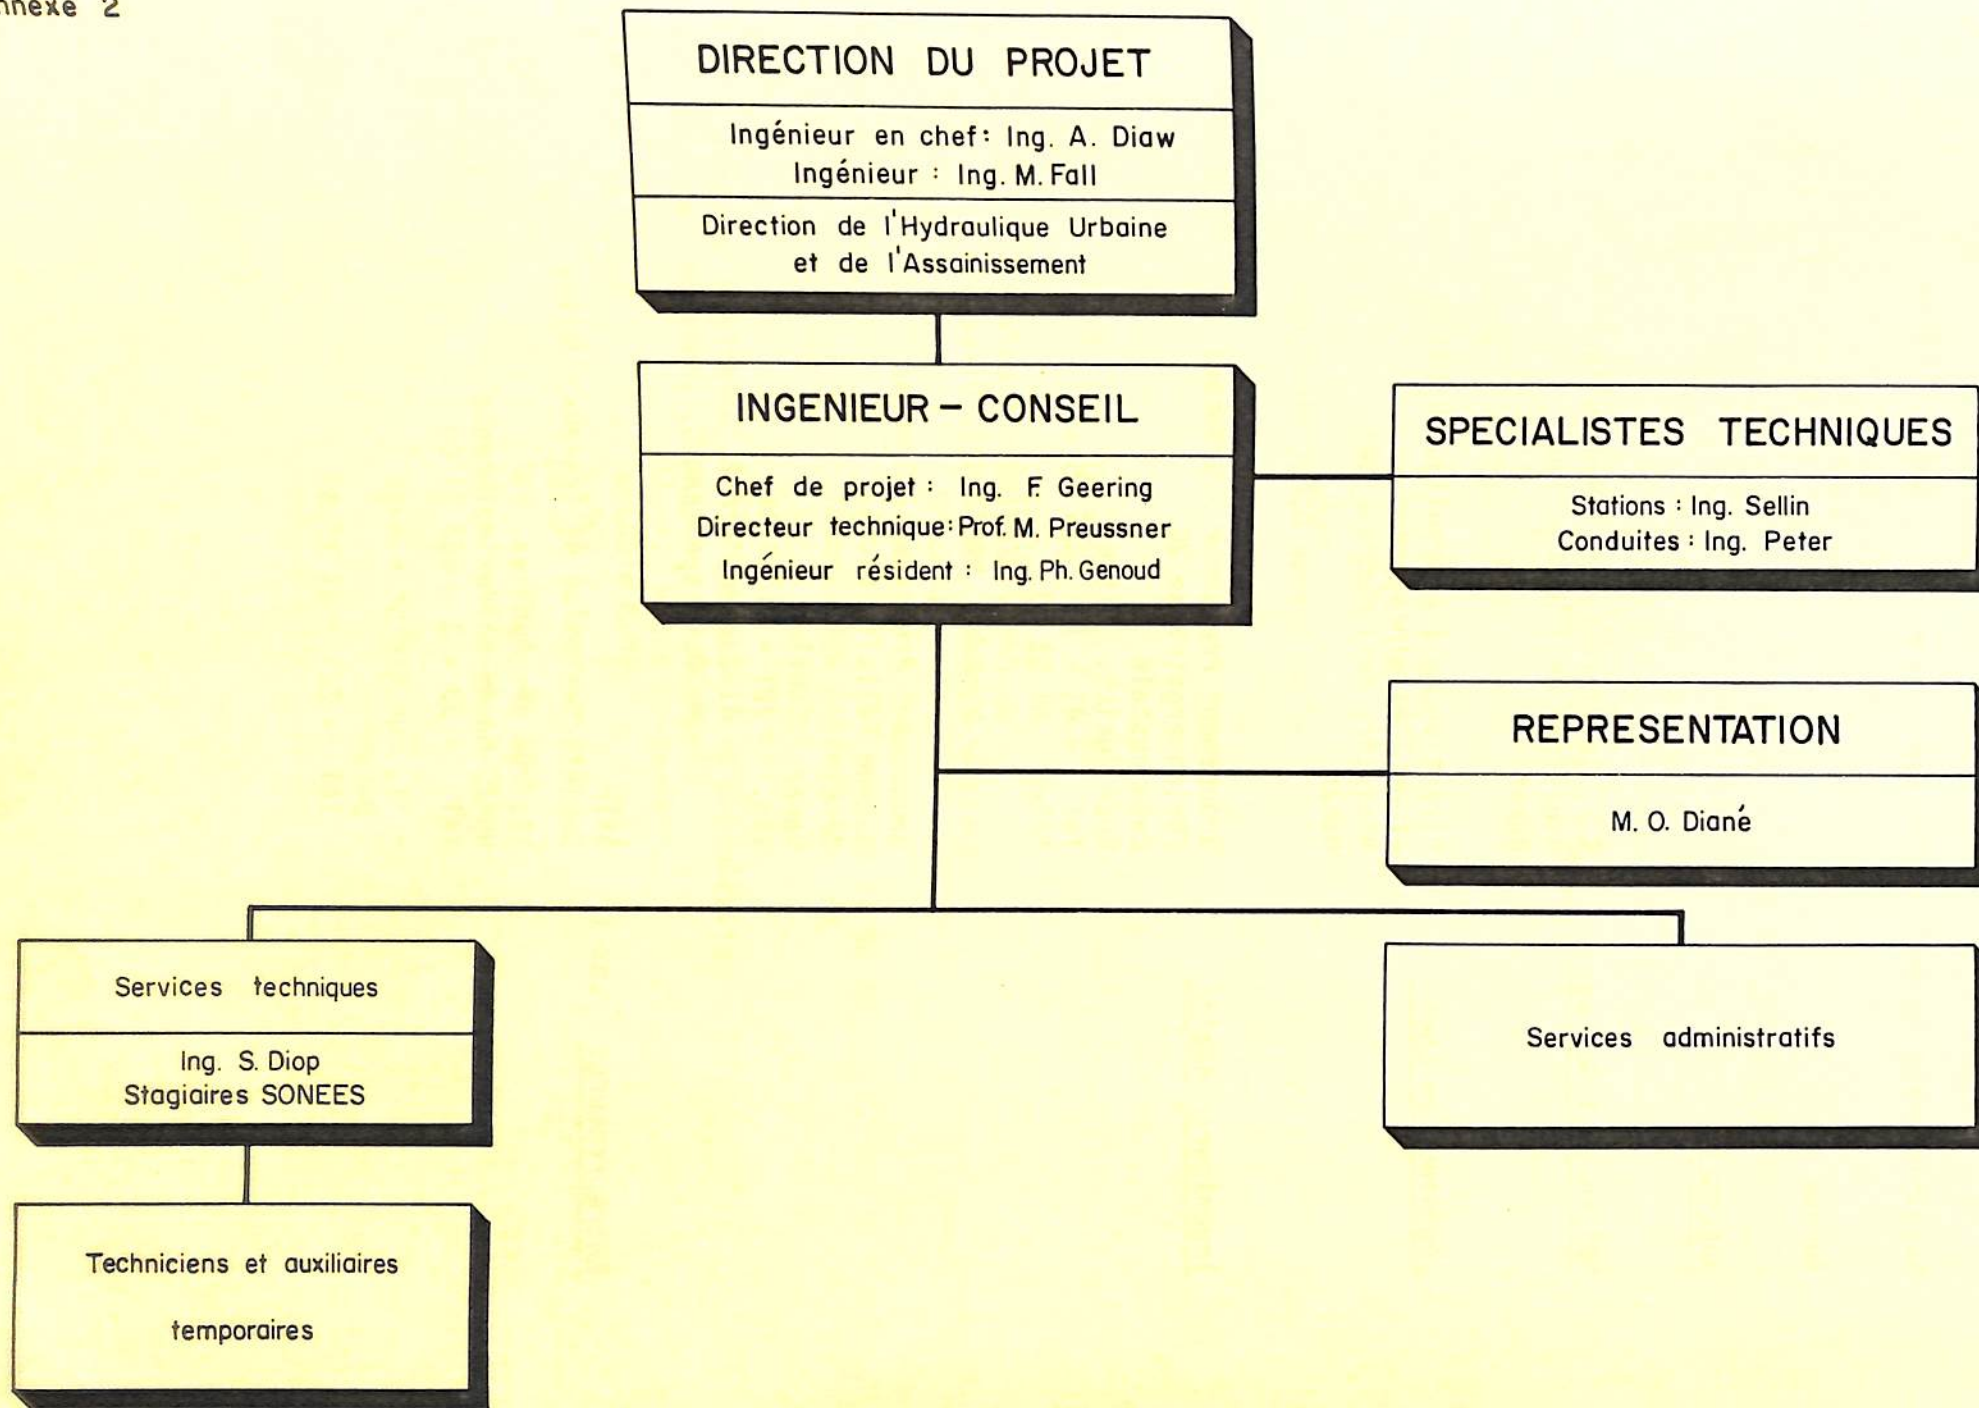 nnexe 2
DIRECTION DU PROJET
Ingénieur en chef: Ing. A. Diaw
Ingénieur : Ing. M. Fall
Direction de l'Hydraulique Urbaine
et de l'Assainissement
INGENIEUR – CONSEIL
Chef de projet : Ing. F. Geering
Directeur technique: Prof. M. Preussner
Ingénieur résident : Ing. Ph. Genoud
SPECIALISTES TECHNIQUES
Stations : Ing. Sellin
Conduites : Ing. Peter
REPRESENTATION
M. O. Diané
Services techniques
Ing. S. Diop
Stagiaires SONEES
Services administratifs
Techniciens et auxiliaires
temporaires